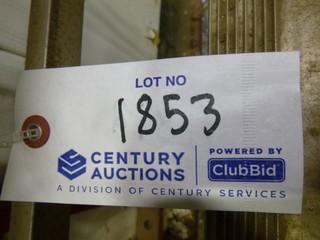 LOT NO
1853
CENTURY AUCTIONS
POWERED BY
ClubBid
A DIVISION OF CENTURY SERVICES